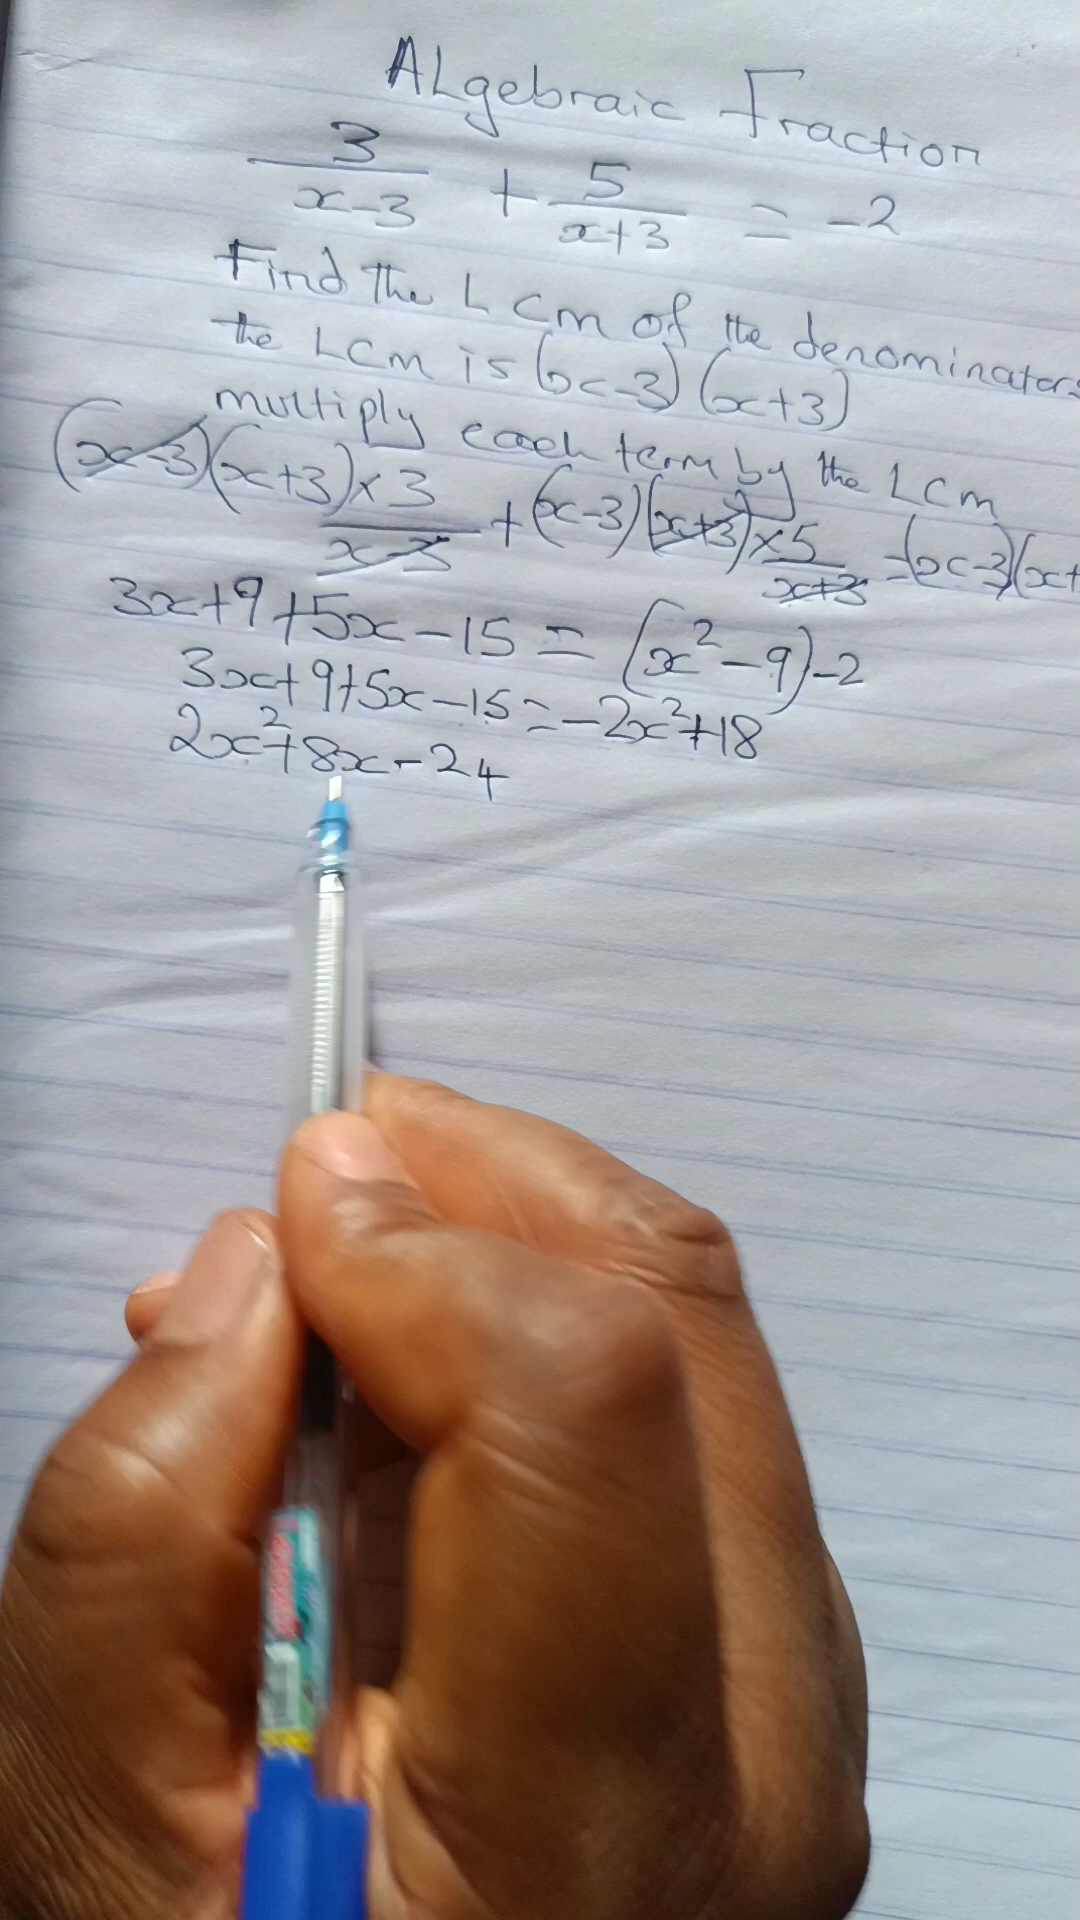 ALgebraic Fraction
3/(x-3) + 5/(x+3) = -2
Find the LCm of the denominators
the LCm is (x-3)(x+3)
multiply each term by the LCm
(x-3)(x+3)×3/(x-3) + (x-3)(x+3)×5/(x+3) = (x-3)(x+
3x+9+5x-15 = (x²-9)-2
3x+9+5x-15=-2x²+18
2x²+8x-24